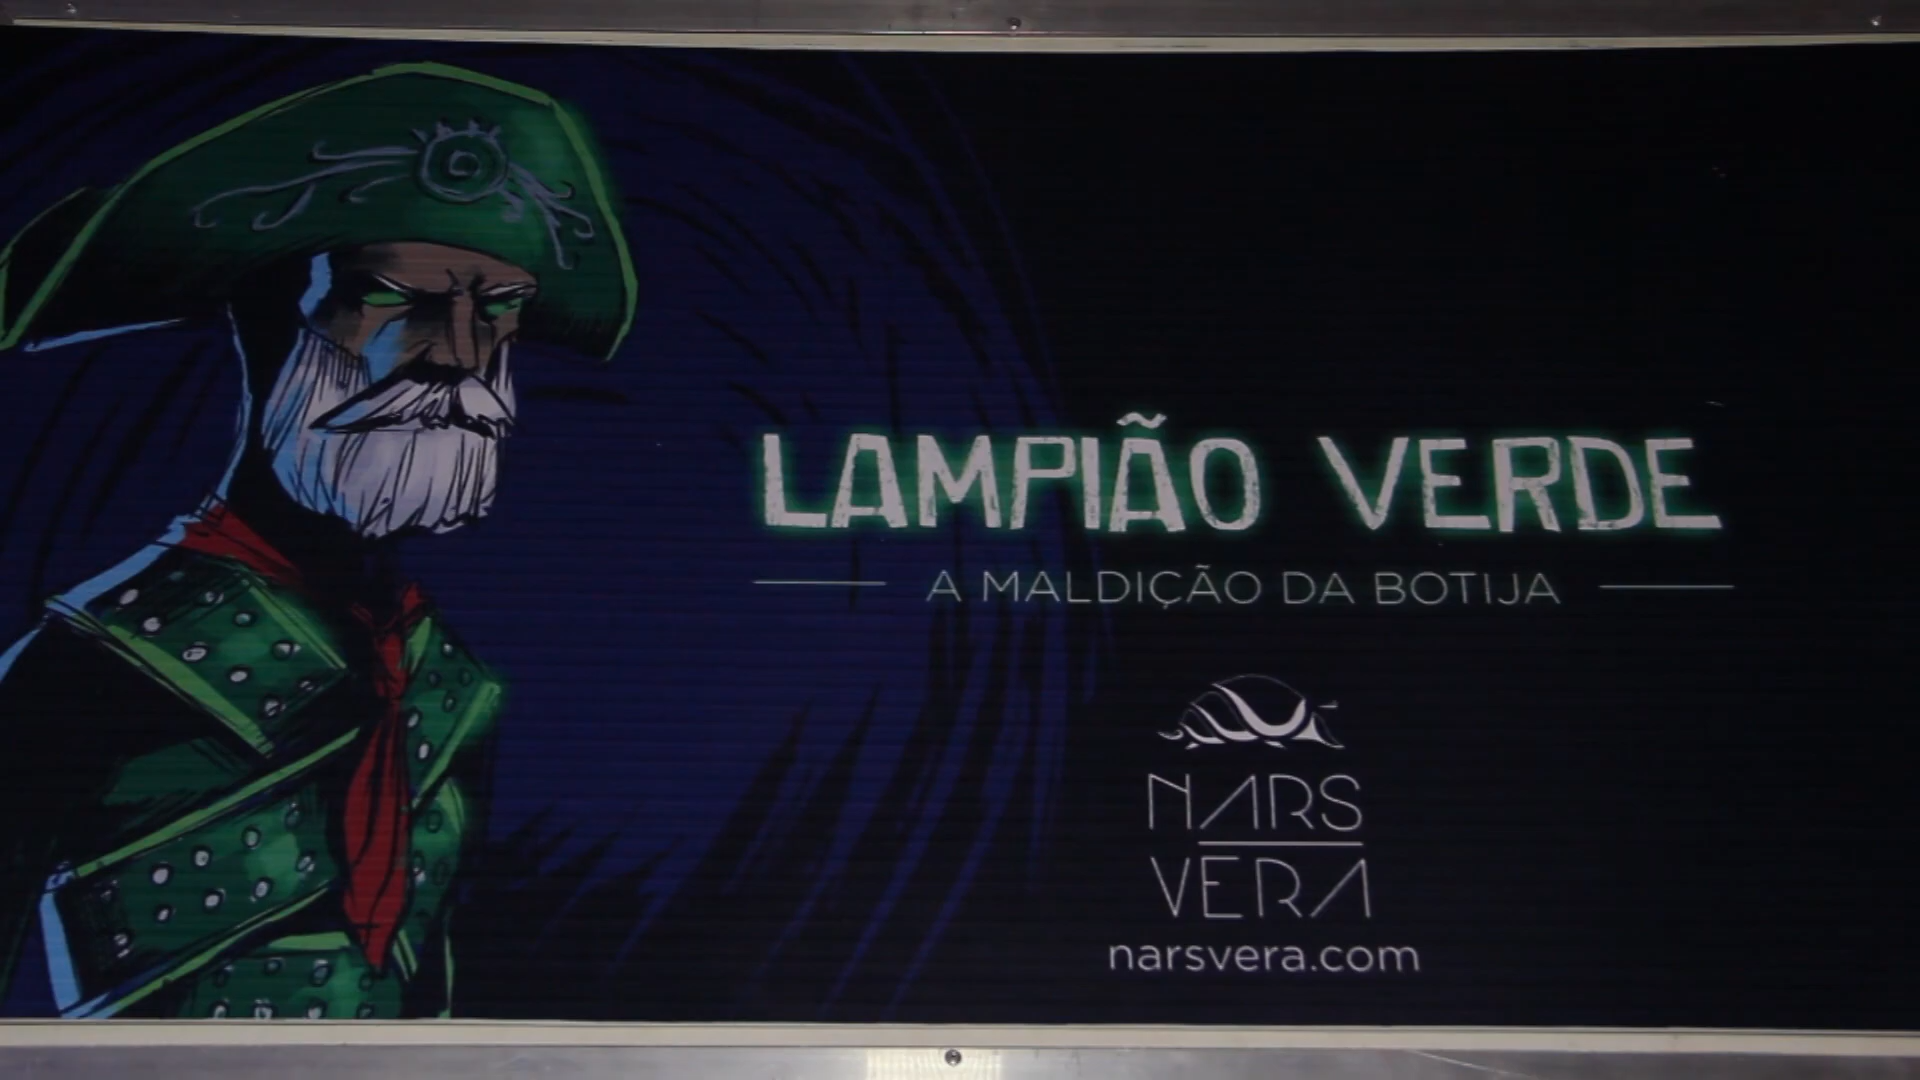 LAMPIÃO VERDE
A MALDIÇÃO DA BOTIJA
NARS
VERA
narsvera.com